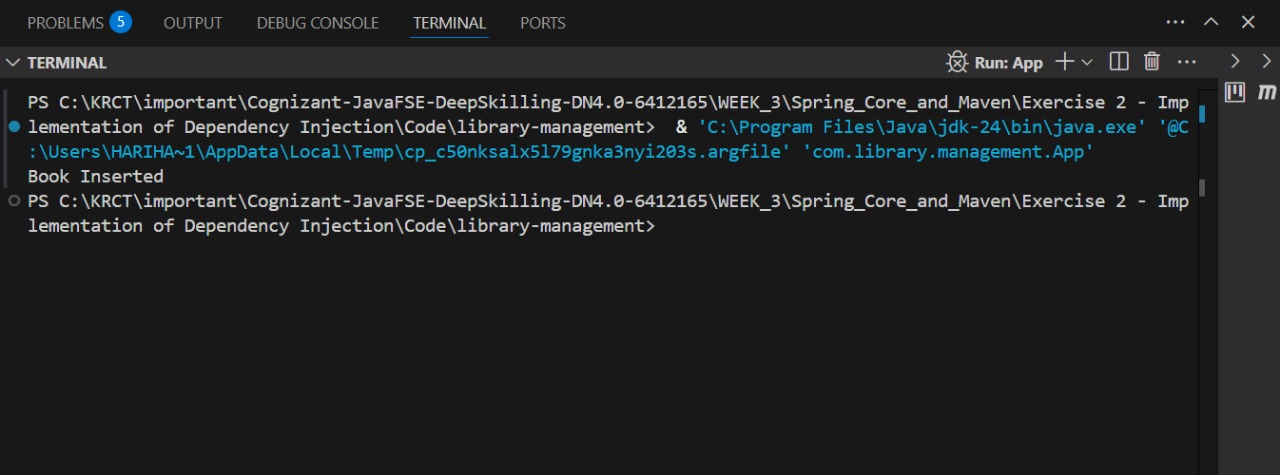 PROBLEMS 5 OUTPUT DEBUG CONSOLE TERMINAL PORTS
TERMINAL Run: App
PS C:\KRCT\important\Cognizant-JavaFSE-DeepSkilling-DN4.0-6412165\WEEK_3\Spring_Core_and_Maven\Exercise 2 - Imp
lementation of Dependency Injection\Code\library-management>  & 'C:\Program Files\Java\jdk-24\bin\java.exe' '@C
:\Users\HARIHA~1\AppData\Local\Temp\cp_c50nksalx5l79gnka3nyi203s.argfile' 'com.library.management.App'
Book Inserted
PS C:\KRCT\important\Cognizant-JavaFSE-DeepSkilling-DN4.0-6412165\WEEK_3\Spring_Core_and_Maven\Exercise 2 - Imp
lementation of Dependency Injection\Code\library-management>